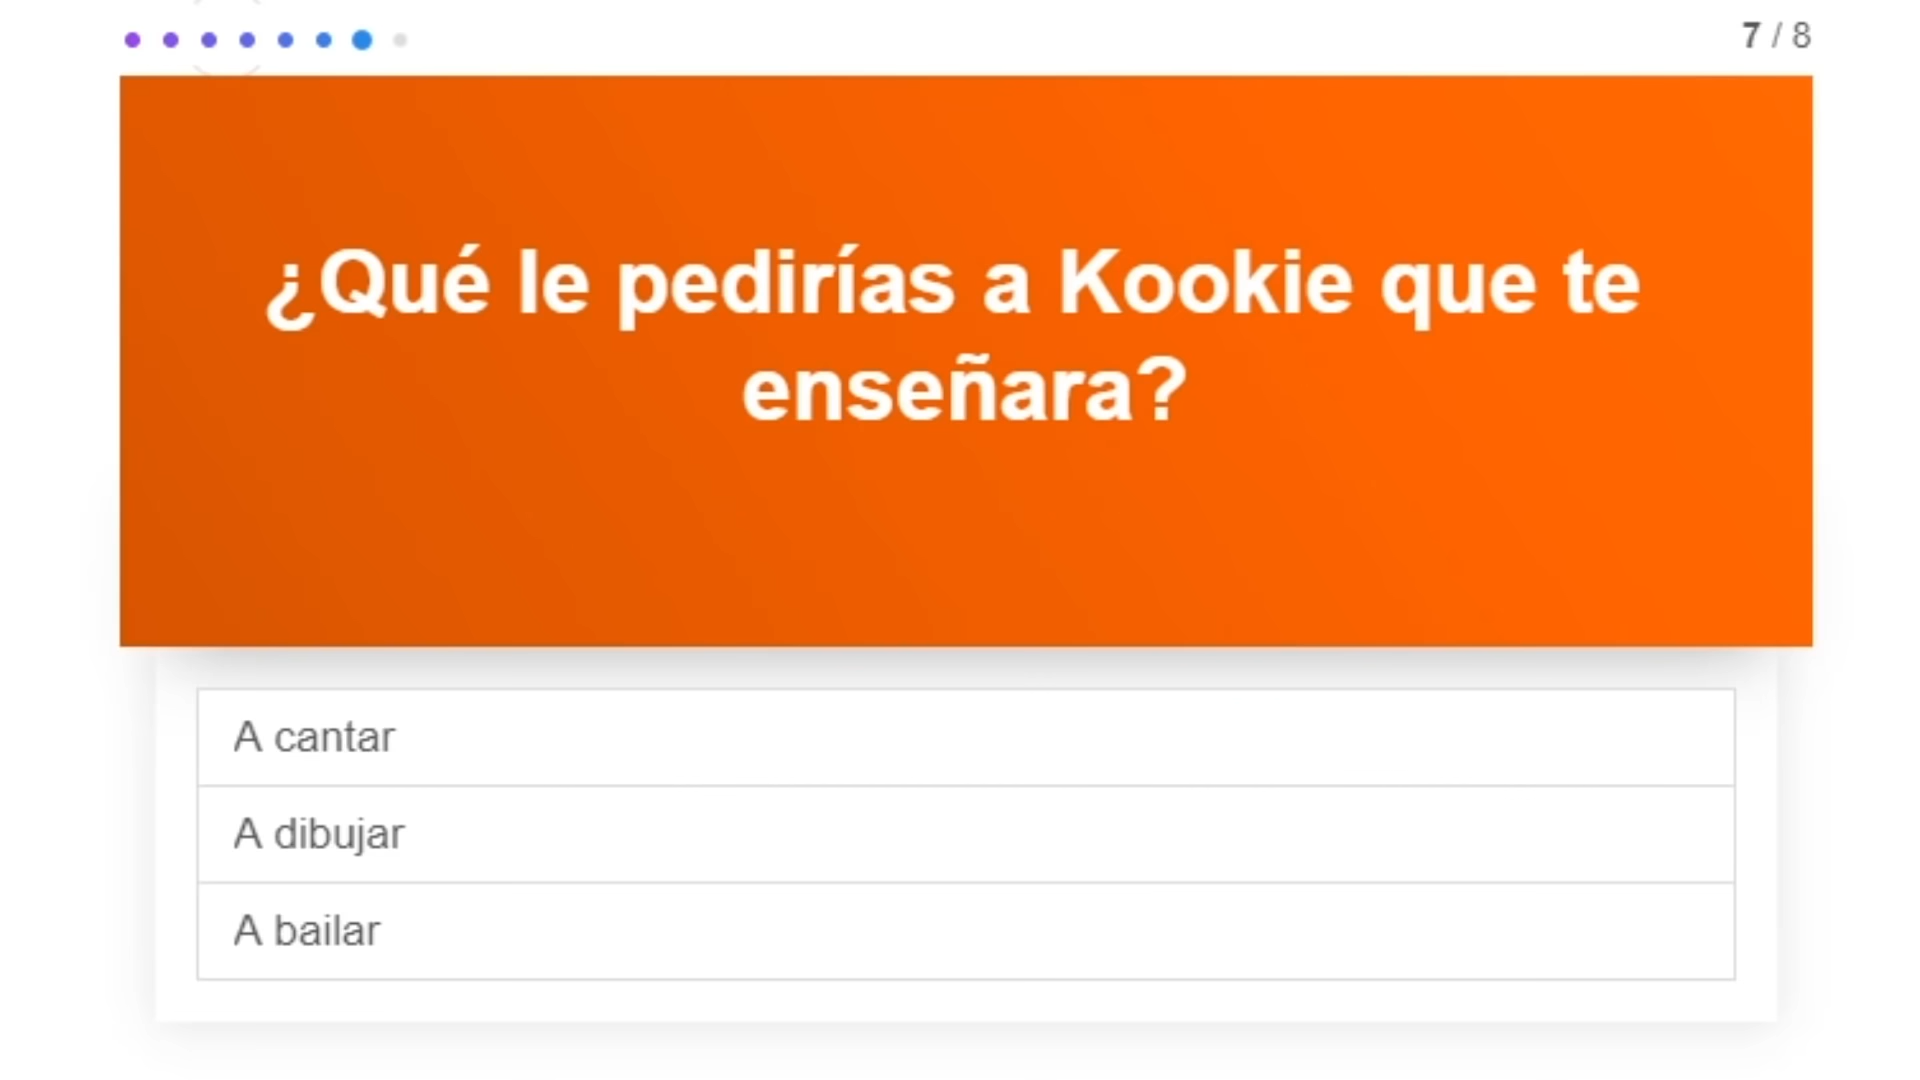 7 / 8
¿Qué le pedirías a Kookie que te
enseñara?
A cantar
A dibujar
A bailar